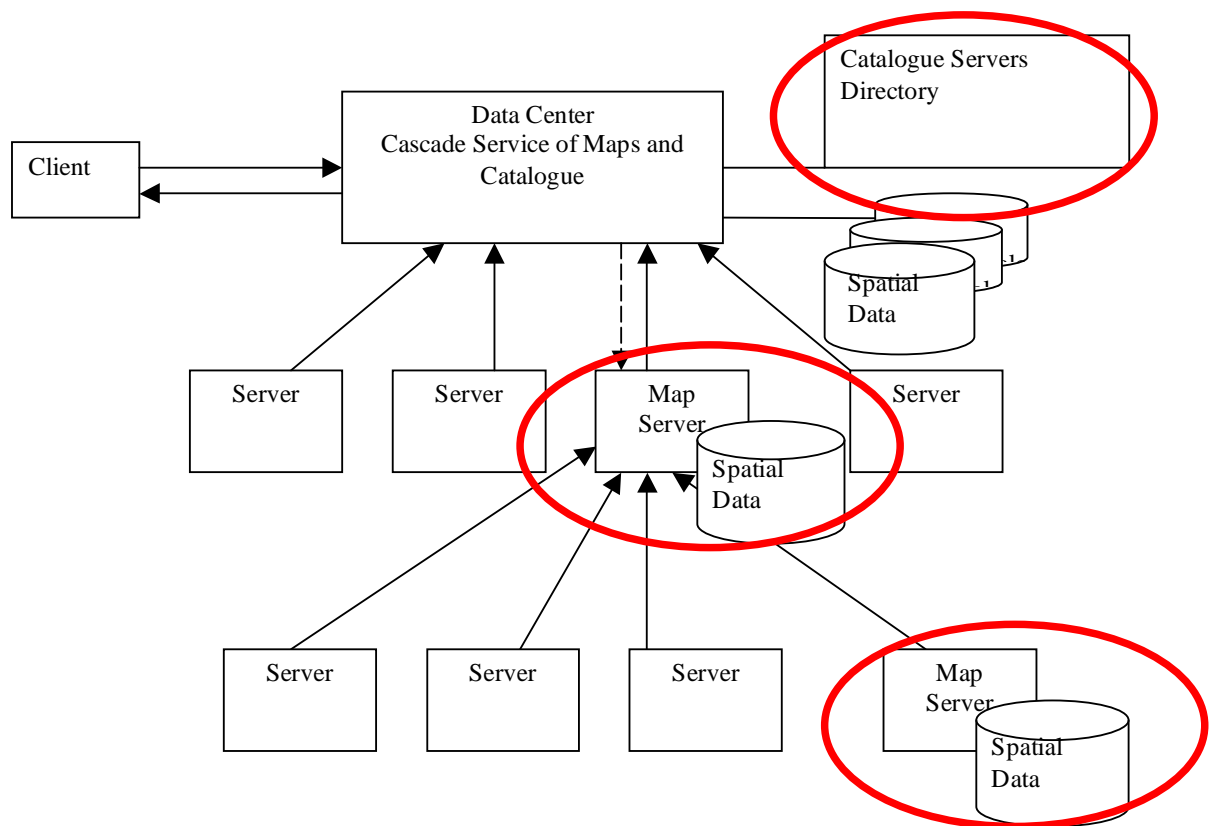 Catalogue Servers
Directory
Data Center
Cascade Service of Maps and
Catalogue
Client
Spatial
Data
Server
Server
Map
Server
Spatial
Data
Server
Server
Server
Server
Map
Server
Spatial
Data